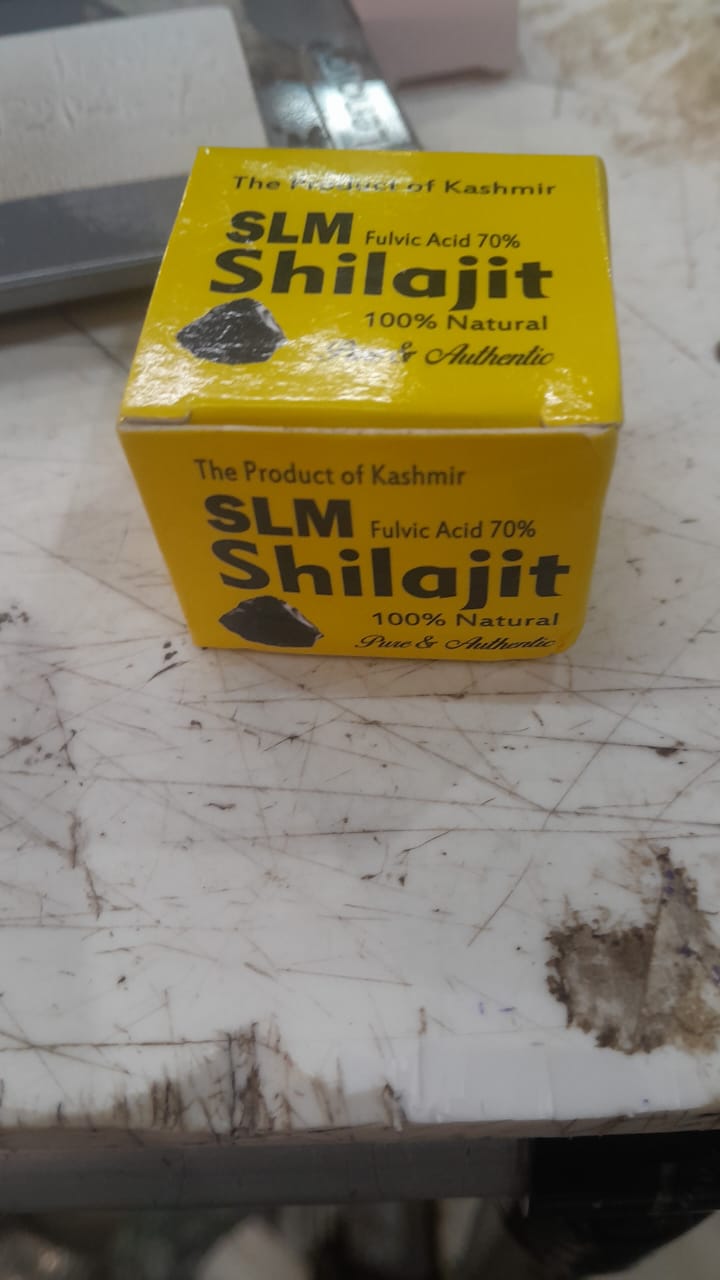 The Product of Kashmir
SLM Fulvic Acid 70%
Shilajit
100% Natural
Pure & Authentic
The Product of Kashmir
SLM Fulvic Acid 70%
Shilajit
100% Natural
Pure & Authentic